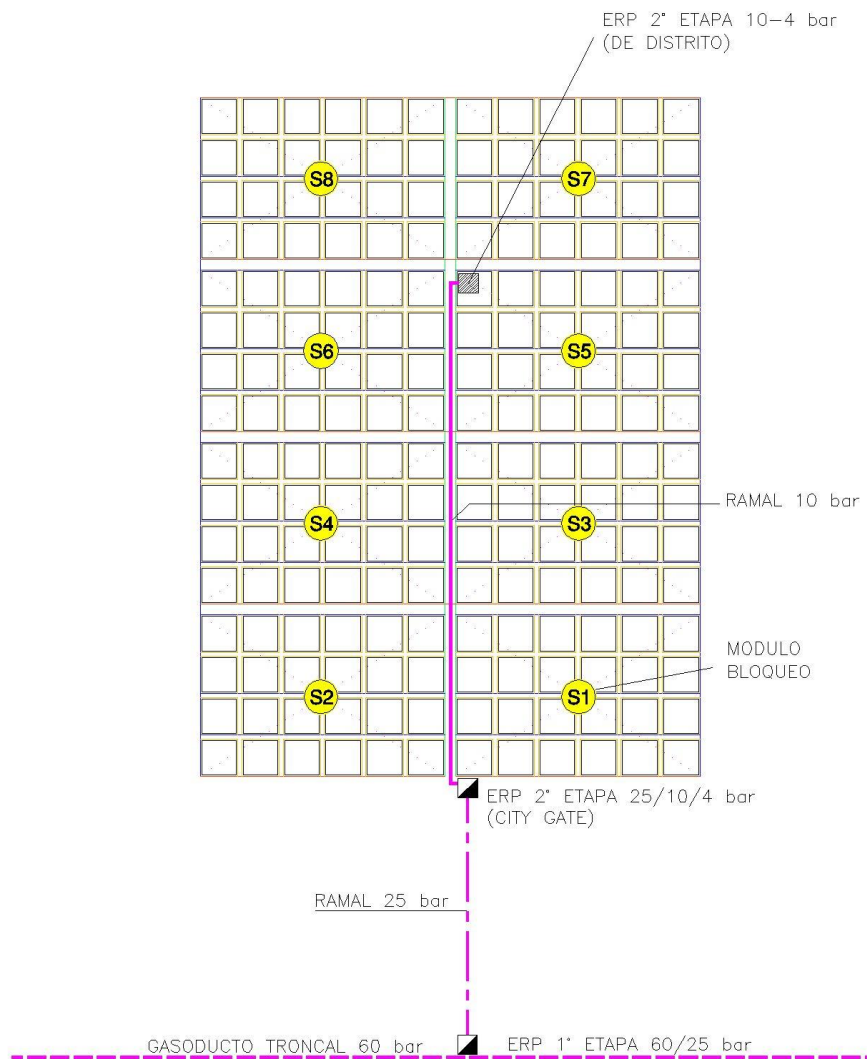 ERP 2° ETAPA 10-4 bar
(DE DISTRITO)
S8
S7
S6
S5
RAMAL 10 bar
S4
S3
MODULO
BLOQUEO
S2
S1
ERP 2° ETAPA 25/10/4 bar
(CITY GATE)
RAMAL 25 bar
GASODUCTO TRONCAL 60 bar
ERP 1° ETAPA 60/25 bar